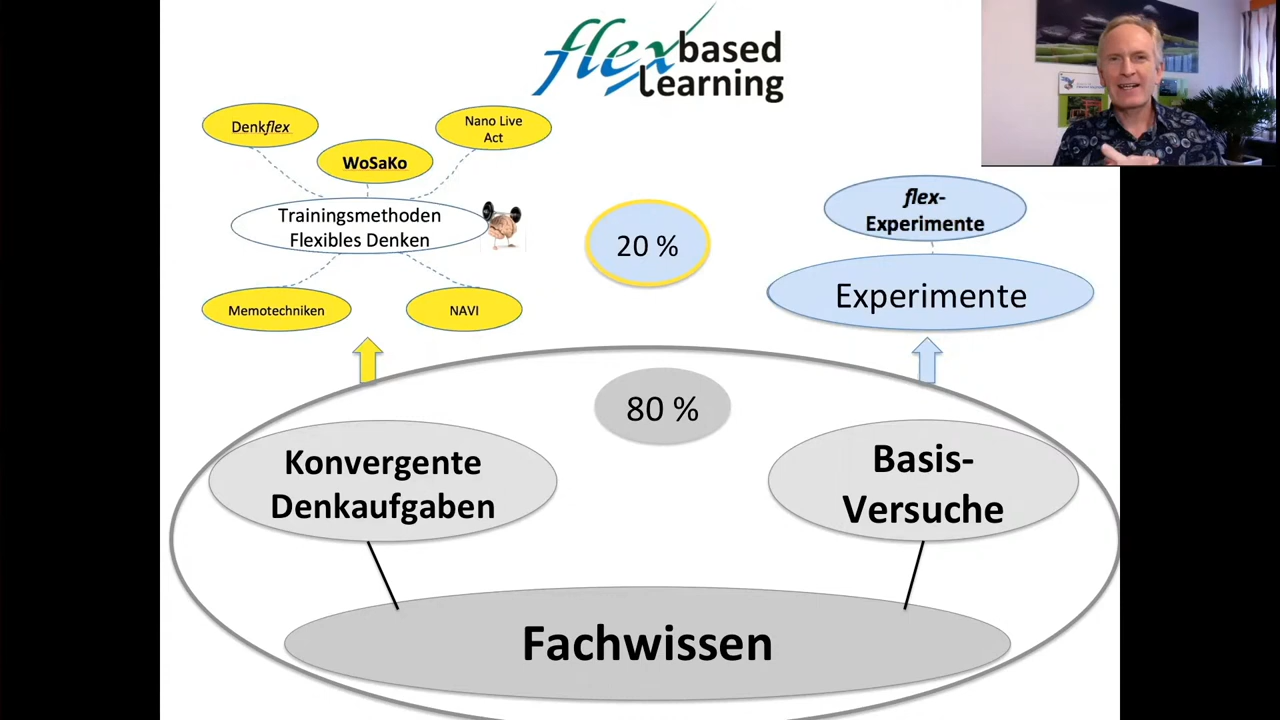 flex based
Learning
Denkflex
WoSaKo
Nano Live
Act
Trainingsmethoden
Flexibles Denken
Memotechniken
NAVI
20 %
flex-
Experimente
Experimente
80 %
Konvergente
Denkaufgaben
Basis-
Versuche
Fachwissen